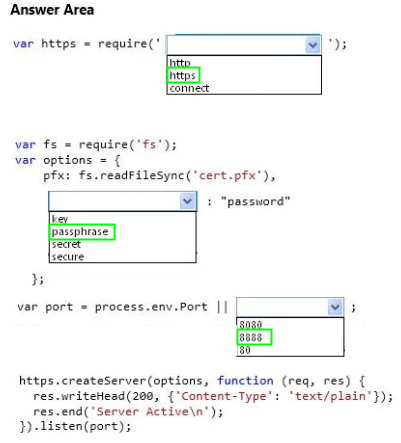 Answer Area
var https = require(' ');
http
https
connect
var fs = require('fs');
var options = {
pfx: fs.readFileSync('cert.pfx'),
: "password"
key
passphrase
secret
secure
};
var port = process.env.Port || ;
8080
8888
80
https.createServer(options, function (req, res) {
res.writeHead(200, {'Content-Type': 'text/plain'});
res.end('Server Active\n');
}).listen(port);